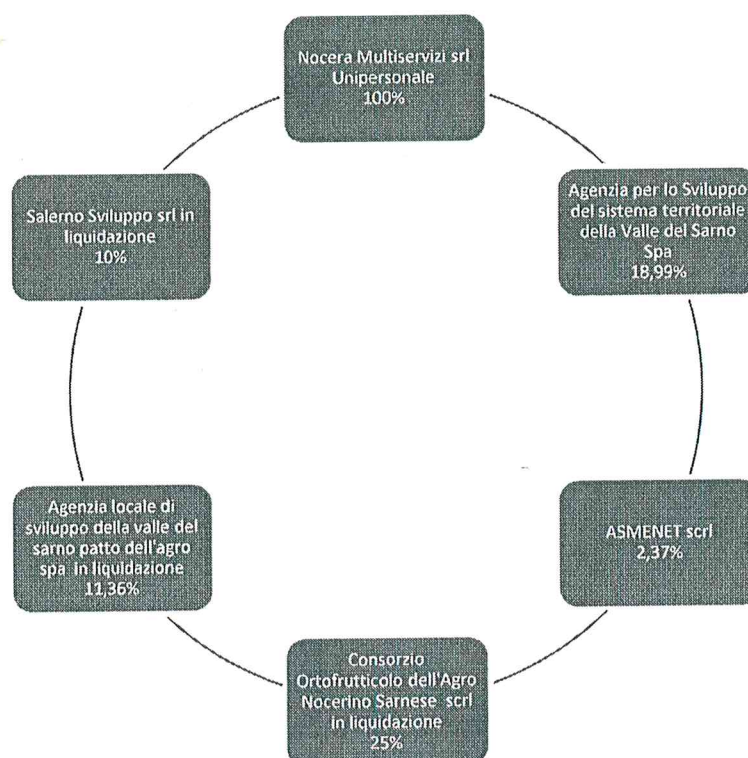 Nocera Multiservizi srl
Unipersonale
100%
Agenzia per lo Sviluppo
del sistema territoriale
della Valle del Sarno
Spa
18,99%
ASMENET scrl
2,37%
Consorzio
Ortofrutticolo dell'Agro
Nocerino Sarnese scrl
in liquidazione
25%
Agenzia locale di
sviluppo della valle del
sarno patto dell'agro
spa in liquidazione
11,36%
Salerno Sviluppo srl in
liquidazione
10%